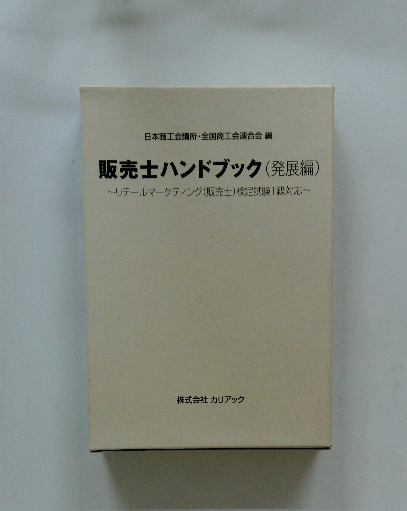 日本商工会議所・全国商工会連合会 編
販売士ハンドブック(発展編)
～リテールマーケティング(販売士)検定試験1級対応～
株式会社 カリアック